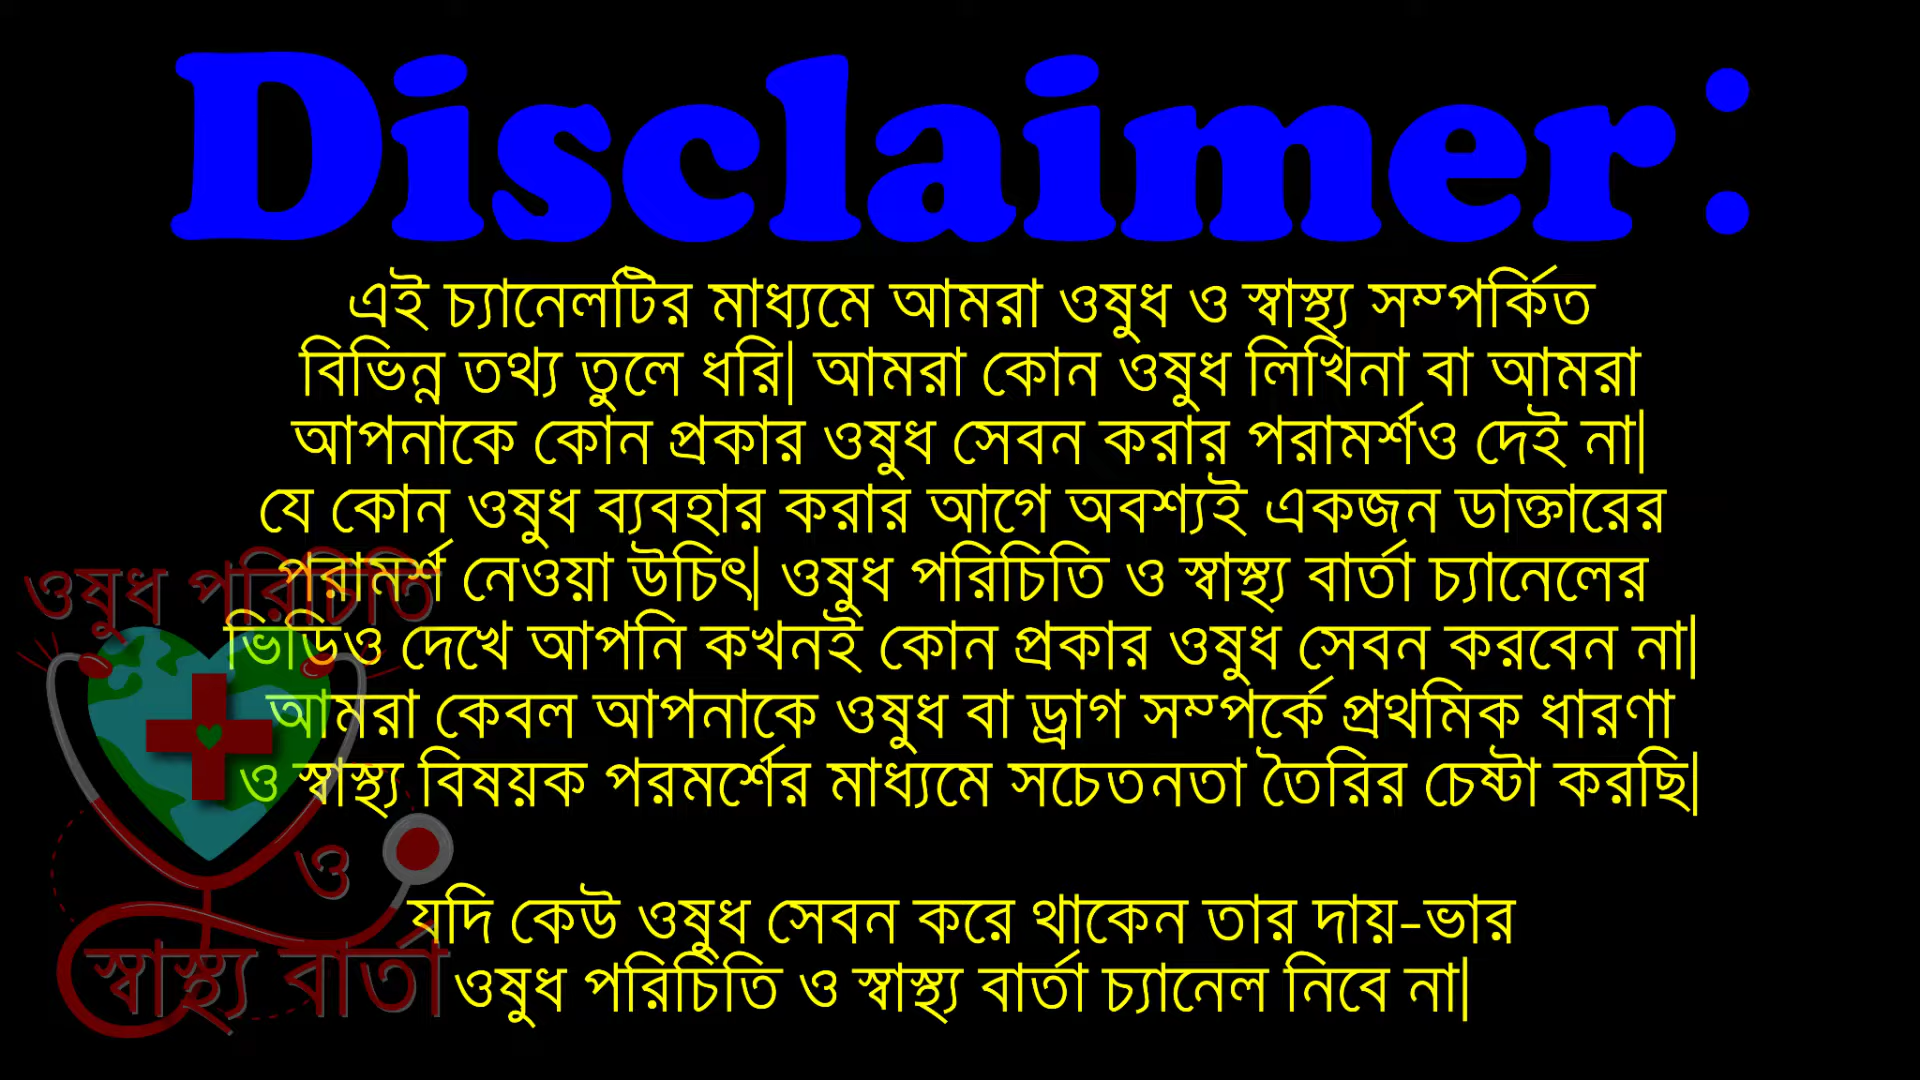 Disclaimer:
এই চ্যানেলটির মাধ্যমে আমরা ওষুধ ও স্বাস্থ্য সম্পর্কিত
বিভিন্ন তথ্য তুলে ধরি| আমরা কোন ওষুধ লিখিনা বা আমরা
আপনাকে কোন প্রকার ওষুধ সেবন করার পরামর্শও দেই না|
যে কোন ওষুধ ব্যবহার করার আগে অবশ্যই একজন ডাক্তারের
পরামর্শ নেওয়া উচিৎ| ওষুধ পরিচিতি ও স্বাস্থ্য বার্তা চ্যানেলের
ভিডিও দেখে আপনি কখনই কোন প্রকার ওষুধ সেবন করবেন না|
আমরা কেবল আপনাকে ওষুধ বা ড্রাগ সম্পর্কে প্রথমিক ধারণা
ও স্বাস্থ্য বিষয়ক পরমর্শের মাধ্যমে সচেতনতা তৈরির চেষ্টা করছি|
যদি কেউ ওষুধ সেবন করে থাকেন তার দায়-ভার
ওষুধ পরিচিতি ও স্বাস্থ্য বার্তা চ্যানেল নিবে না|
ওষুধ পরিচিতি
ও
স্বাস্থ্য বার্তা